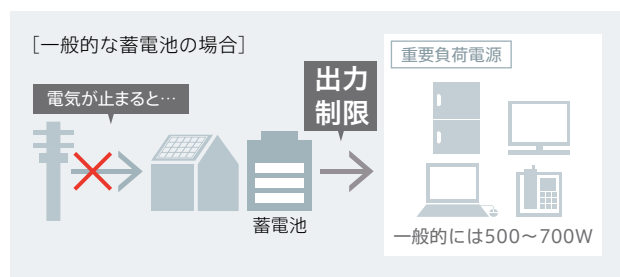 ［一般的な蓄電池の場合］
電気が止まると…
出力
制限
重要負荷電源
蓄電池
一般的には500〜700W